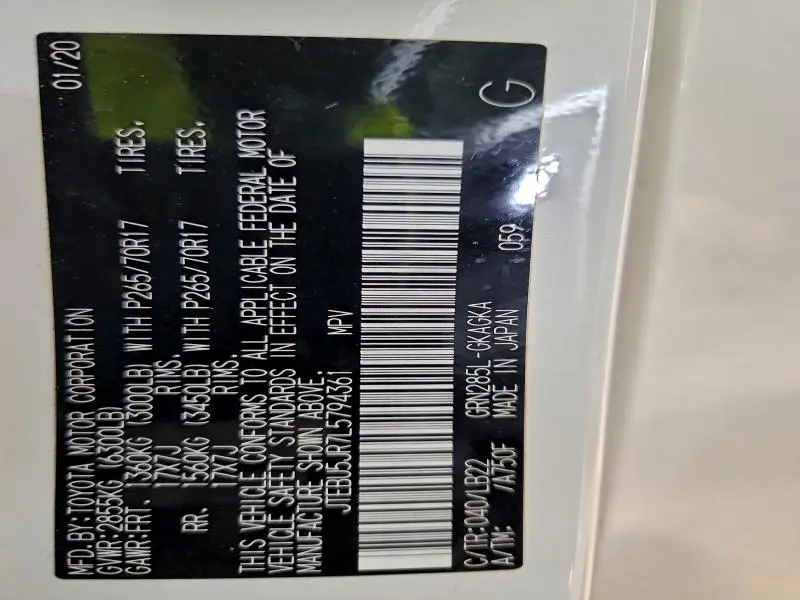 MFD. BY: TOYOTA MOTOR CORPORATION 01/20
GVWR: 2855KG (6300LB)
GAWR: FRT. 1360KG (3000LB) WITH P265/70R17 TIRES.
17X7J RIMS.
RR. 1560KG (3450LB) WITH P265/70R17 TIRES.
17X7J RIMS.
THIS VEHICLE CONFORMS TO ALL APPLICABLE FEDERAL MOTOR
VEHICLE SAFETY STANDARDS IN EFFECT ON THE DATE OF
MANUFACTURE SHOWN ABOVE.
JTEBU5JR7L5794361 MPV
C/TR: 040/LB22 GRN285L-GKAGKA
A/TM: /A750F MADE IN JAPAN 059 G